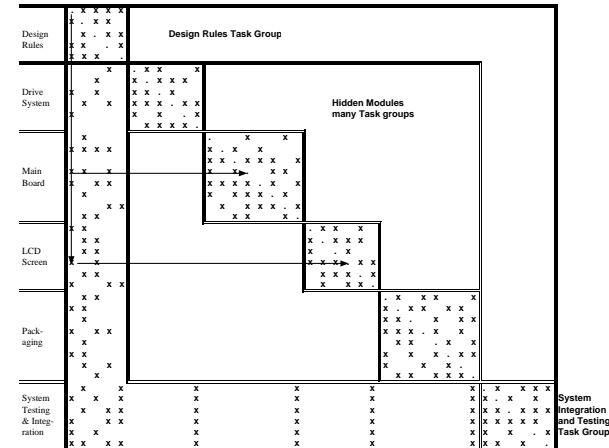 Design
Rules
Design Rules Task Group
Drive
System
Hidden Modules
many Task groups
Main
Board
LCD
Screen
Pack-
aging
System
Testing
& Integ-
ration
System
Integration
and Testing
Task Group